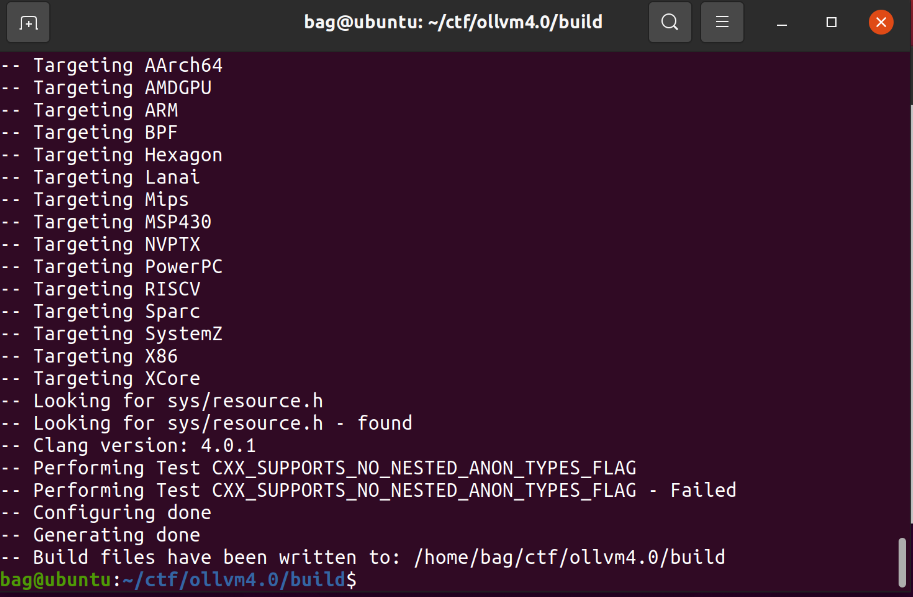 bag@ubuntu: ~/ctf/ollvm4.0/build
-- Targeting AArch64
-- Targeting AMDGPU
-- Targeting ARM
-- Targeting BPF
-- Targeting Hexagon
-- Targeting Lanai
-- Targeting Mips
-- Targeting MSP430
-- Targeting NVPTX
-- Targeting PowerPC
-- Targeting RISCV
-- Targeting Sparc
-- Targeting SystemZ
-- Targeting X86
-- Targeting XCore
-- Looking for sys/resource.h
-- Looking for sys/resource.h - found
-- Clang version: 4.0.1
-- Performing Test CXX_SUPPORTS_NO_NESTED_ANON_TYPES_FLAG
-- Performing Test CXX_SUPPORTS_NO_NESTED_ANON_TYPES_FLAG - Failed
-- Configuring done
-- Generating done
-- Build files have been written to: /home/bag/ctf/ollvm4.0/build
bag@ubuntu:~/ctf/ollvm4.0/build$